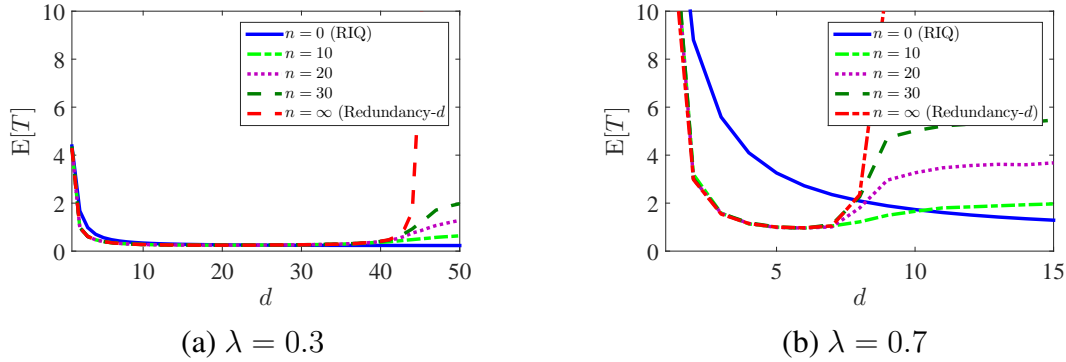 10
8
6
4
2
0
E[T]
n = 0 (RIQ)
n = 10
n = 20
n = 30
n = ∞ (Redundancy-d)
10 20 30 40 50
d
(a) λ = 0.3
10
8
6
4
2
0
E[T]
n = 0 (RIQ)
n = 10
n = 20
n = 30
n = ∞ (Redundancy-d)
5 10 15
d
(b) λ = 0.7